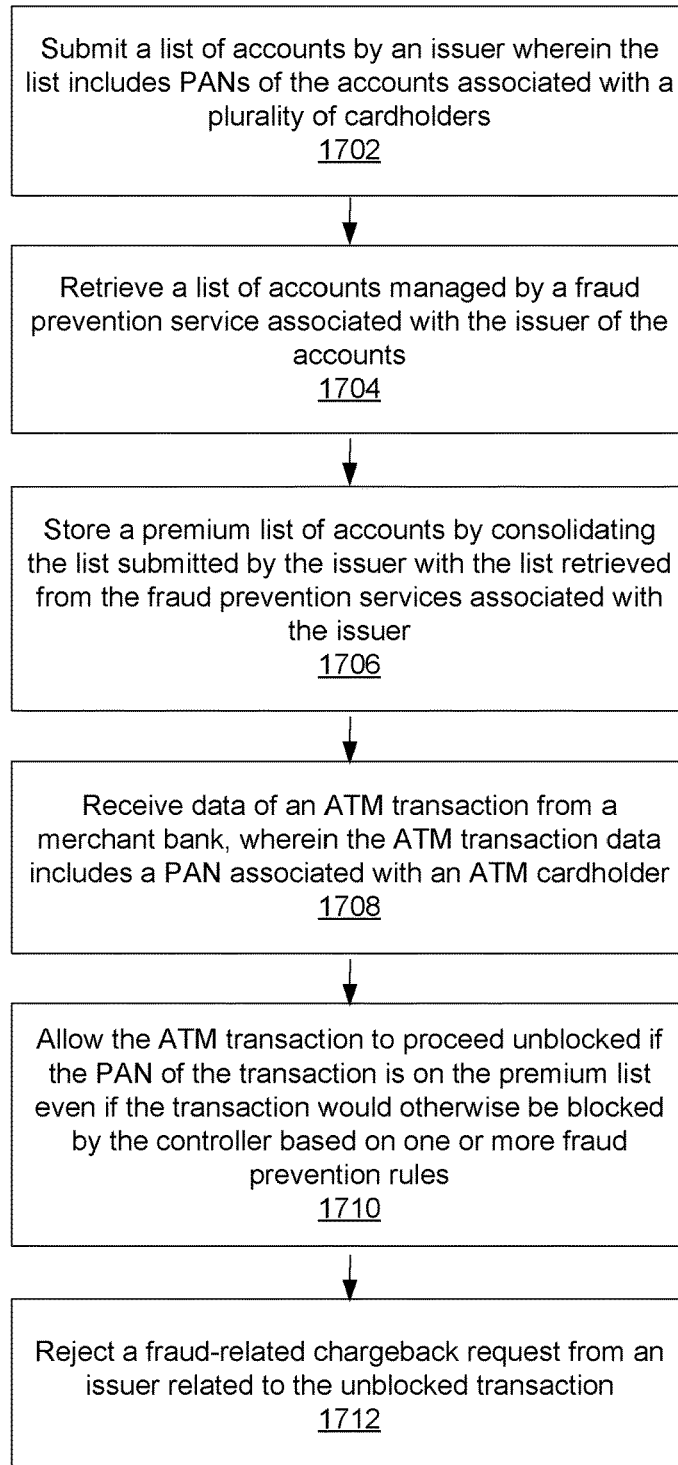 Submit a list of accounts by an issuer wherein the
list includes PANs of the accounts associated with a
plurality of cardholders
1702
Retrieve a list of accounts managed by a fraud
prevention service associated with the issuer of the
accounts
1704
Store a premium list of accounts by consolidating
the list submitted by the issuer with the list retrieved
from the fraud prevention services associated with
the issuer
1706
Receive data of an ATM transaction from a
merchant bank, wherein the ATM transaction data
includes a PAN associated with an ATM cardholder
1708
Allow the ATM transaction to proceed unblocked if
the PAN of the transaction is on the premium list
even if the transaction would otherwise be blocked
by the controller based on one or more fraud
prevention rules
1710
Reject a fraud-related chargeback request from an
issuer related to the unblocked transaction
1712